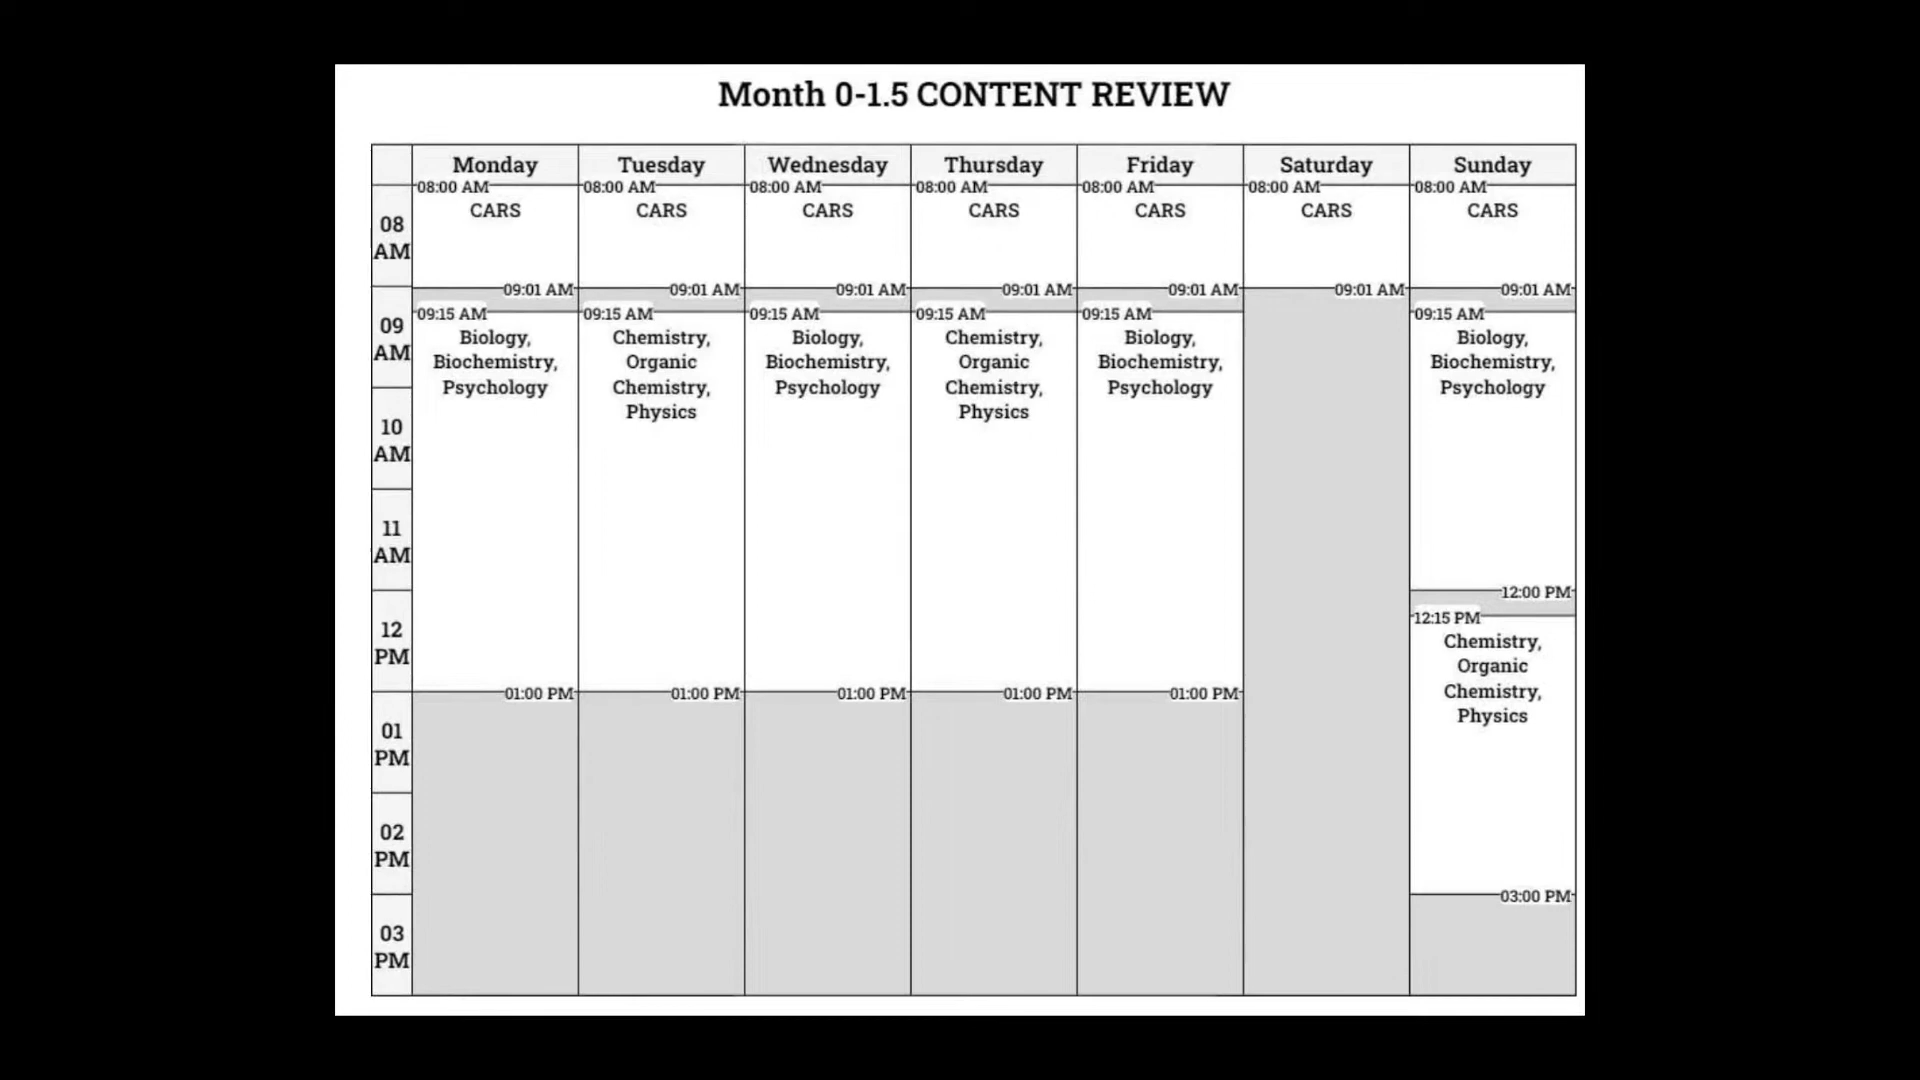 Month 0-1.5 CONTENT REVIEW
Monday Tuesday Wednesday Thursday Friday Saturday Sunday
08:00 AM 08:00 AM 08:00 AM 08:00 AM 08:00 AM 08:00 AM 08:00 AM
CARS CARS CARS CARS CARS CARS CARS
08
AM
09:01 AM 09:01 AM 09:01 AM 09:01 AM 09:01 AM 09:01 AM 09:01 AM
09:15 AM 09:15 AM 09:15 AM 09:15 AM 09:15 AM 09:15 AM
09
AM
Biology, Chemistry, Biology, Chemistry, Biology, Biology,
Biochemistry, Organic Biochemistry, Organic Biochemistry, Biochemistry,
Psychology Chemistry, Psychology Chemistry, Psychology Psychology
Physics Physics
10
AM
11
AM
12:00 PM
12:15 PM
12
PM
Chemistry,
Organic
Chemistry,
Physics
01:00 PM 01:00 PM 01:00 PM 01:00 PM 01:00 PM
01
PM
02
PM
03:00 PM
03
PM